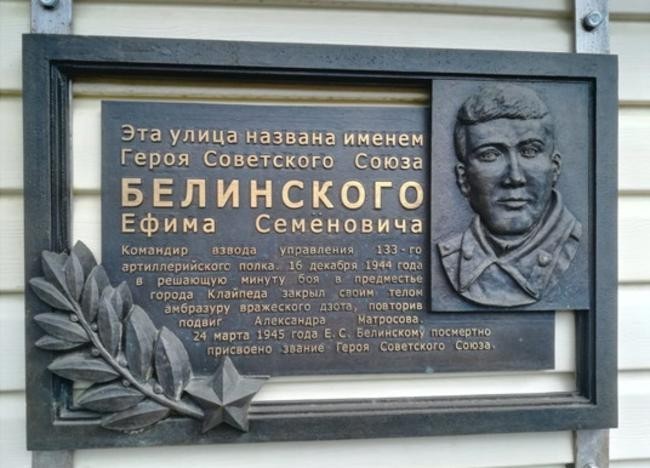 Эта улица названа именем
Героя Советского Союза
БЕЛИНСКОГО
Ефима Семёновича
Командир взвода управления 133-го
артиллерийского полка. 16 декабря 1944 года
в решающую минуту боя в предместье
города Клайпеда закрыл своим телом
амбразуру вражеского дзота, повторив
подвиг Александра Матросова.
24 марта 1945 года Е.С. Белинскому посмертно
присвоено звание Героя Советского Союза.